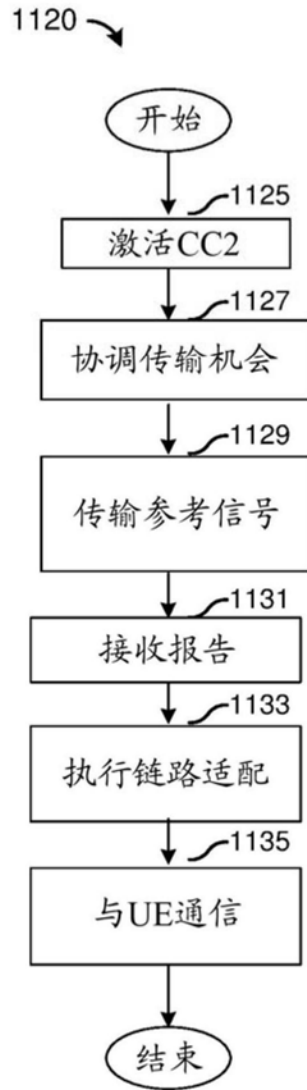 1120
开始
1125
激活CC2
1127
协调传输机会
1129
传输参考信号
1131
接收报告
1133
执行链路适配
1135
与UE通信
结束